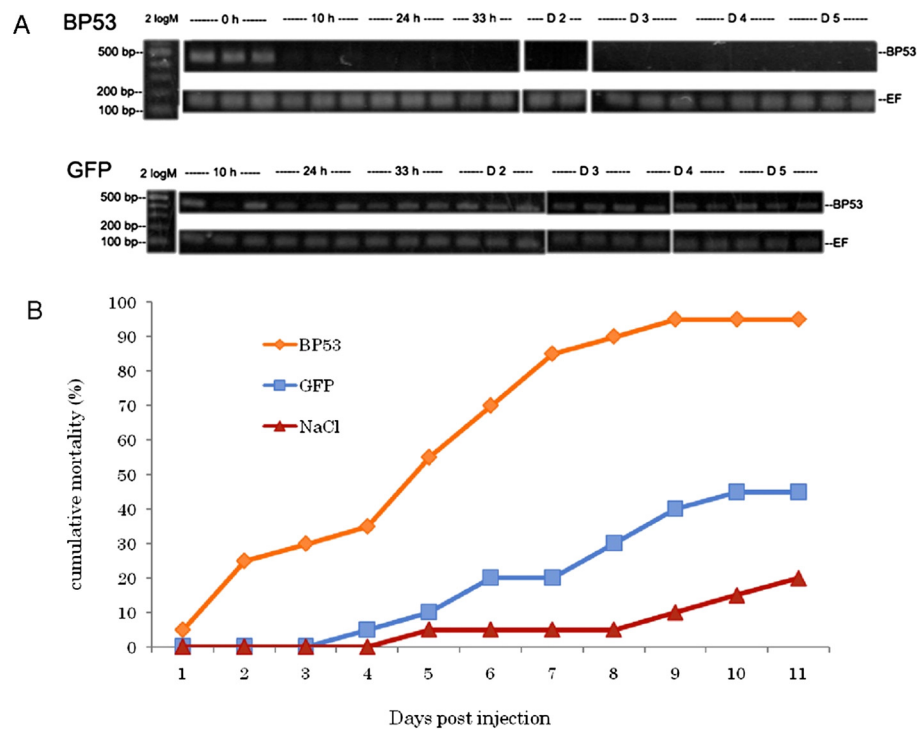 A
BP53
2 logM ------- 0 h ------ ------ 10 h ----- ------ 24 h ----- ------ 33 h ----- ----- D 2 ---- ------- D 3 ------- ------- D 4 ------- ------- D 5 -------
500 bp--
--BP53
200 bp--
100 bp--
--EF
GFP
2 logM ------ 10 h ------ ------ 24 h ----- ------ 33 h ------ ------ D 2 ----- ------ D 3 ------ ------ D 4 ------ ------ D 5 ------
500 bp--
--BP53
200 bp--
100 bp--
--EF
B
cumulative mortality (%)
100
90
80
70
60
50
40
30
20
10
0
BP53
GFP
NaCl
1 2 3 4 5 6 7 8 9 10 11
Days post injection